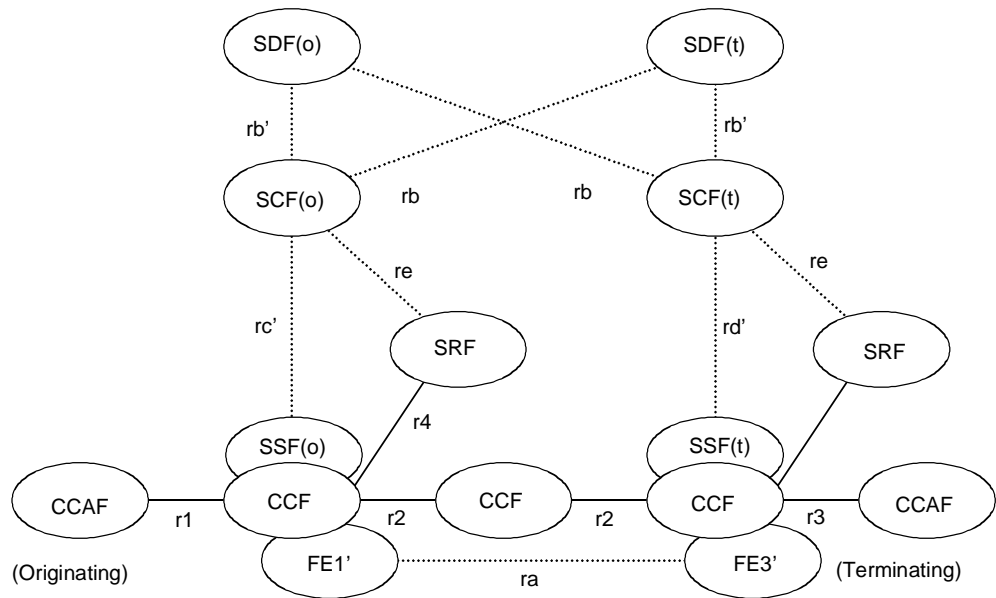 SDF(o)
SDF(t)
rb’
rb’
SCF(o)
rb
rb
SCF(t)
re
re
rc’
rd’
SRF
SRF
r4
SSF(o)
SSF(t)
CCAF
r1
CCF
r2
CCF
r2
CCF
r3
CCAF
(Originating)
FE1’
ra
FE3’
(Terminating)